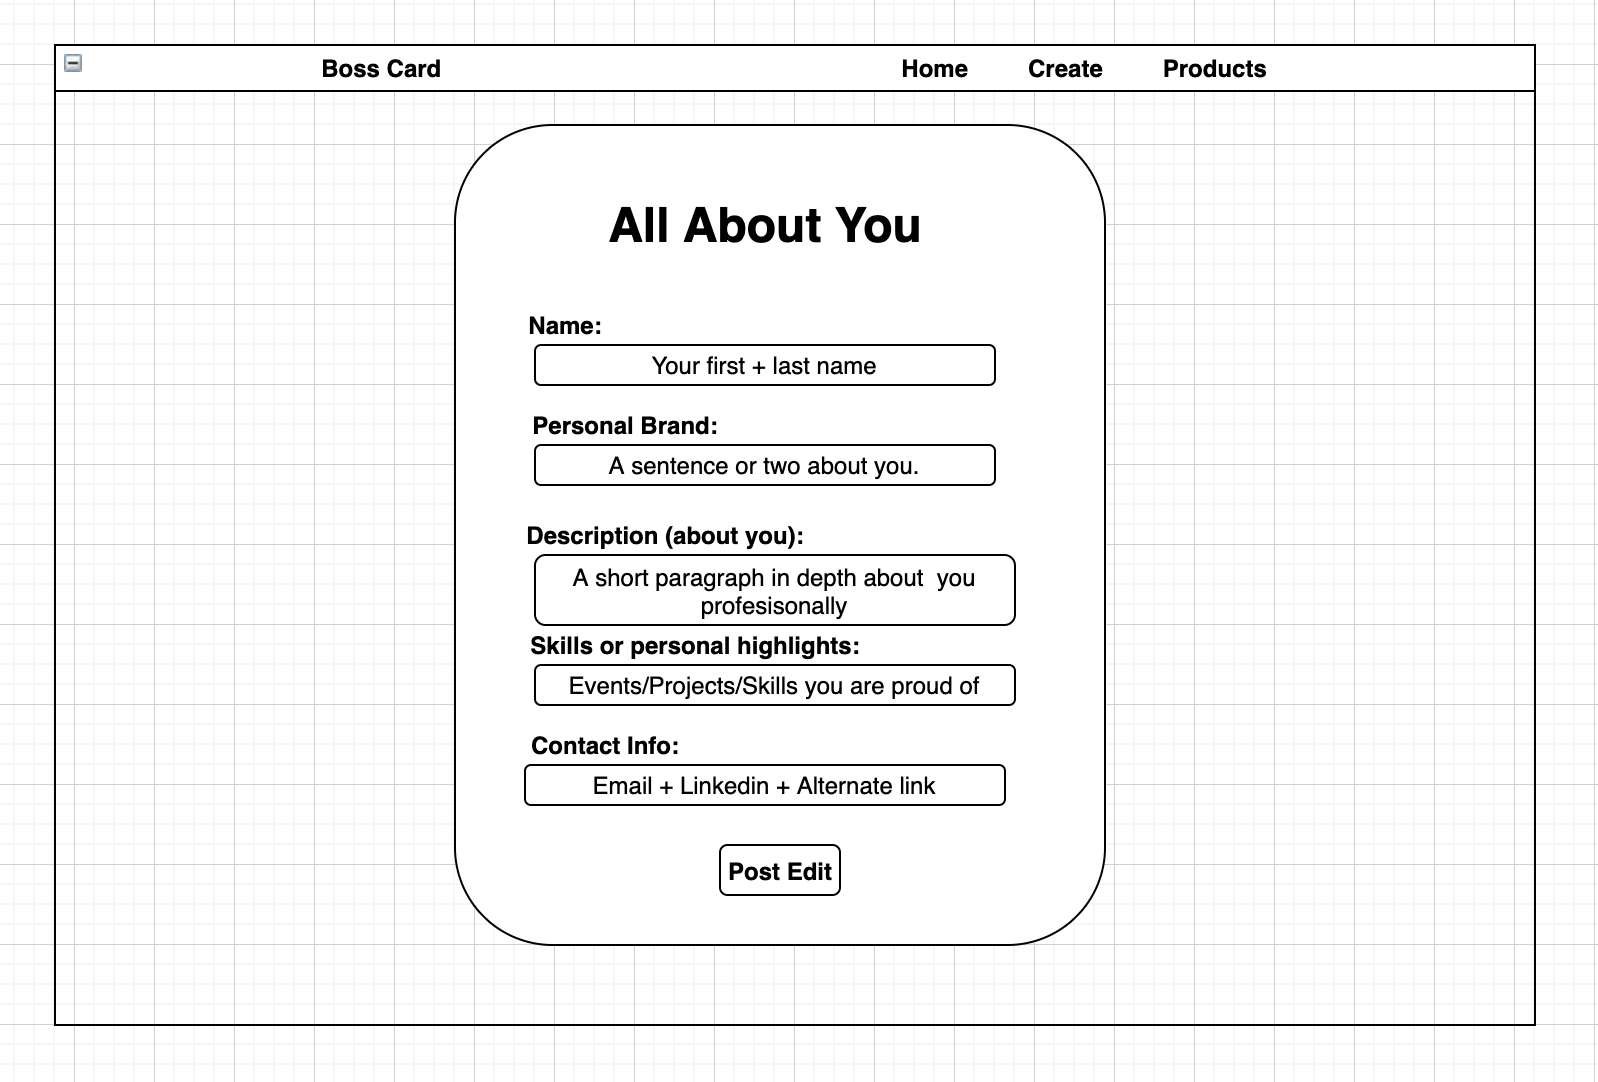 Boss Card Home Create Products
All About You
Name:
Your first + last name
Personal Brand:
A sentence or two about you.
Description (about you):
A short paragraph in depth about  you
profesisonally
Skills or personal highlights:
Events/Projects/Skills you are proud of
Contact Info:
Email + Linkedin + Alternate link
Post Edit